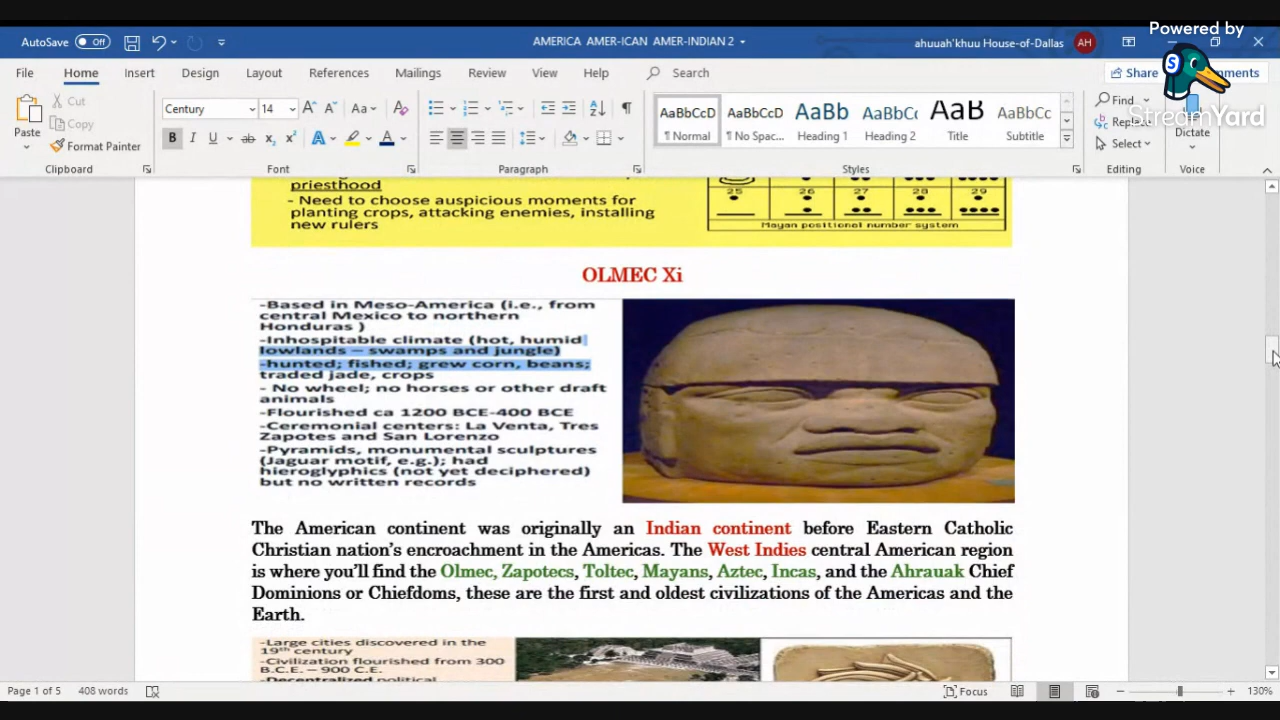 Powered by
StreamYard
AutoSave Off
AMERICA AMER-ICAN AMER-INDIAN 2
ahuuah'khuu House-of-Dallas AH
File Home Insert Design Layout References Mailings Review View Help Search Share
Paste Cut
Copy
Format Painter
Century 14
AaBbCcD AaBbCcD AaBb AaBbCc AaB AaBbCc
Normal No Spac... Heading 1 Heading 2 Title Subtitle
Find
Select
Dictate
Clipboard Font Paragraph Styles Editing Voice
priesthood
- Need to choose auspicious moments for
planting crops, attacking enemies, installing
new rulers
25 26 27 28 29
Mayan positional number system
OLMEC Xi
-Based in Meso-America (i.e., from
central Mexico to northern
Honduras )
-Inhospitable climate (hot, humid
lowlands – swamps and jungle)
-hunted; fished; grew corn, beans;
traded jade, crops
- No wheel; no horses or other draft
animals
-Flourished ca 1200 BCE-400 BCE
-Ceremonial centers: La Venta, Tres
Zapotes and San Lorenzo
-Pyramids, monumental sculptures
(Jaguar motif, e.g.); had
hieroglyphics (not yet deciphered)
but no written records
The American continent was originally an Indian continent before Eastern Catholic
Christian nation's encroachment in the Americas. The West Indies central American region
is where you'll find the Olmec, Zapotecs, Toltec, Mayans, Aztec, Incas, and the Ahrauak Chief
Dominions or Chiefdoms, these are the first and oldest civilizations of the Americas and the
Earth.
-Large cities discovered in the
19th century
-Civilization flourished from 300
B.C.E. – 900 C.E.
-Decentralized political
Page 1 of 5 408 words Focus 130%